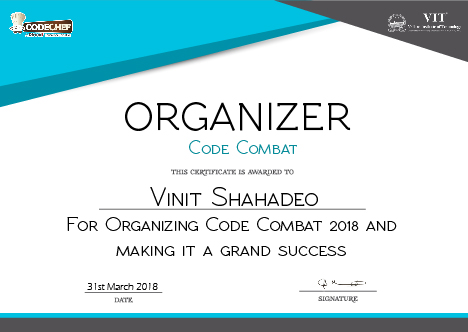 CODECHEF
VIT
ORGANIZER
Code Combat
THIS CERTIFICATE IS AWARDED TO
Vinit Shahadeo
For Organizing Code Combat 2018 and
making it a grand success
31st March 2018
DATE
SIGNATURE